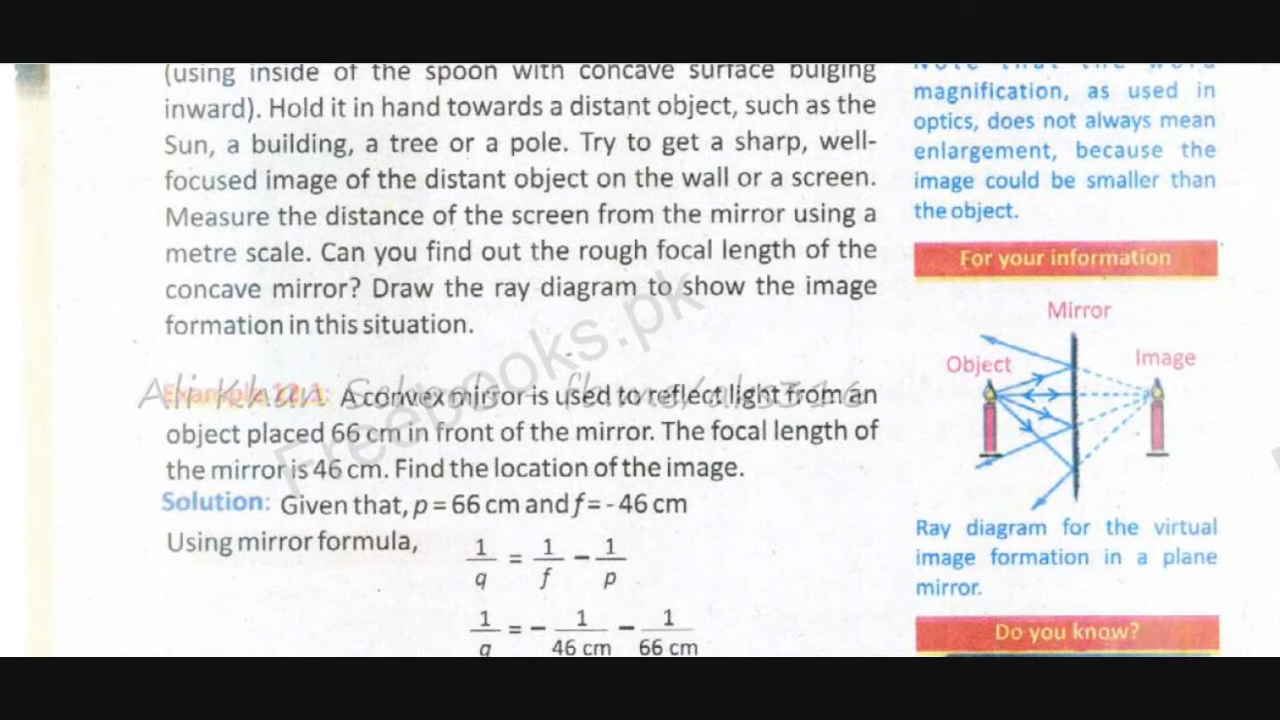 (using inside of the spoon with concave surface bulging
inward). Hold it in hand towards a distant object, such as the
Sun, a building, a tree or a pole. Try to get a sharp, well-
focused image of the distant object on the wall or a screen.
Measure the distance of the screen from the mirror using a
metre scale. Can you find out the rough focal length of the
concave mirror? Draw the ray diagram to show the image
formation in this situation.
Freebooks.pk
Ali Khan
Example 12.1: A convex mirror is used to reflect light from an
object placed 66 cm in front of the mirror. The focal length of
the mirror is 46 cm. Find the location of the image.
Solution: Given that, p = 66 cm and f = - 46 cm
Using mirror formula,
1/q = 1/f - 1/p
1/q = - 1/46 cm - 1/66 cm
Note that the word
magnification, as used in
optics, does not always mean
enlargement, because the
image could be smaller than
the object.
For your information
Mirror
Object
Image
Ray diagram for the virtual
image formation in a plane
mirror.
Do you know?